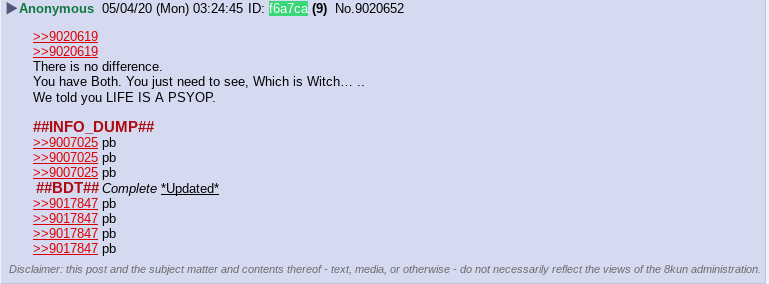 ▶Anonymous 05/04/20 (Mon) 03:24:45 ID: f6a7ca (9) No.9020652
>>9020619
>>9020619
There is no difference.
You have Both. You just need to see, Which is Witch… ..
We told you LIFE IS A PSYOP.
##INFO_DUMP##
>>9007025 pb
>>9007025 pb
>>9007025 pb
##BDT## Complete *Updated*
>>9017847 pb
>>9017847 pb
>>9017847 pb
>>9017847 pb
Disclaimer: this post and the subject matter and contents thereof - text, media, or otherwise - do not necessarily reflect the views of the 8kun administration.